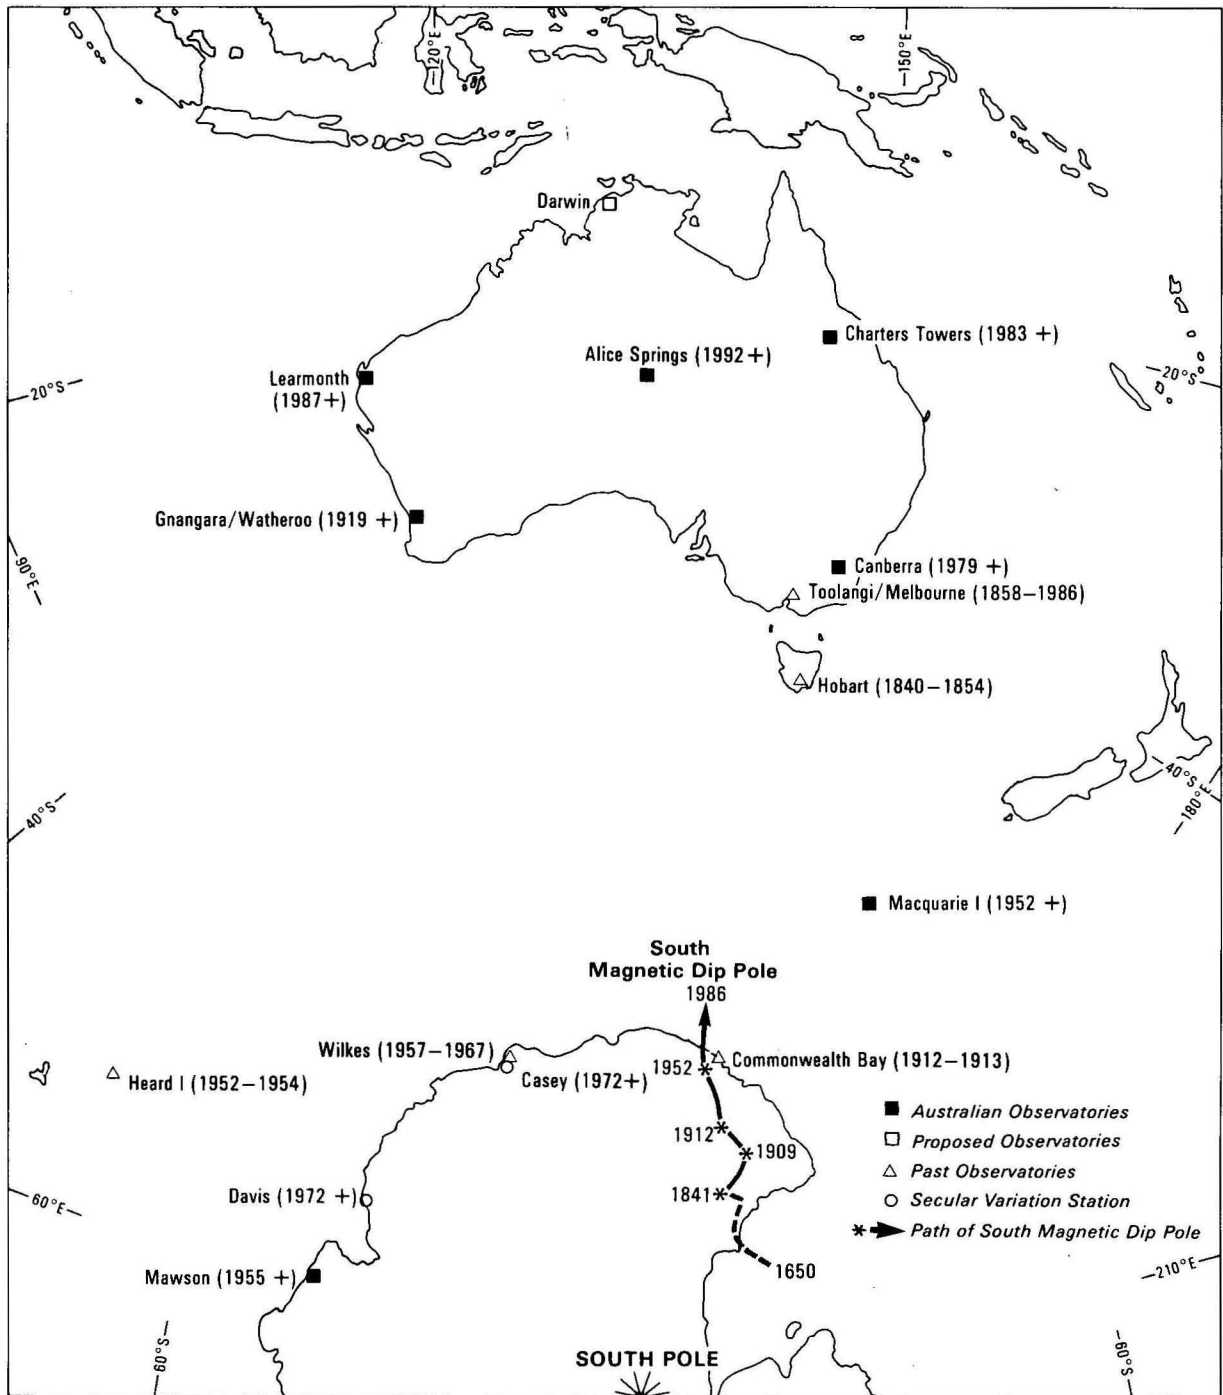 120°E
150°E
Darwin
Charters Towers (1983 +)
Alice Springs (1992+)
20°S
Learmonth
(1987+)
20°S
Gnangara/Watheroo (1919 +)
90°E
Canberra (1979 +)
Toolangi/Melbourne (1858–1986)
Hobart (1840–1854)
40°S
180°E
40°S
Macquarie I (1952 +)
South
Magnetic Dip Pole
1986
Wilkes (1957–1967)
Commonwealth Bay (1912–1913)
1952
Casey (1972+)
Heard I (1952–1954)
Australian Observatories
1912
Proposed Observatories
1909
Past Observatories
60°E
Davis (1972 +)
1841
Secular Variation Station
Path of South Magnetic Dip Pole
1650
Mawson (1955 +)
210°E
60°S
SOUTH POLE
60°S